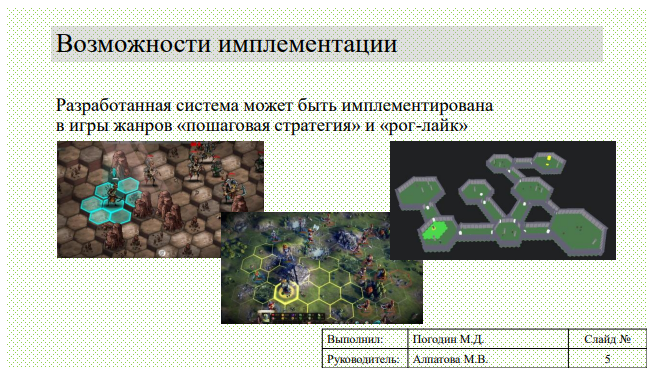 Возможности имплементации
Разработанная система может быть имплементирована
в игры жанров «пошаговая стратегия» и «рог-лайк»
Выполнил: Погодин М.Д. Слайд №
Руководитель: Алпатова М.В. 5